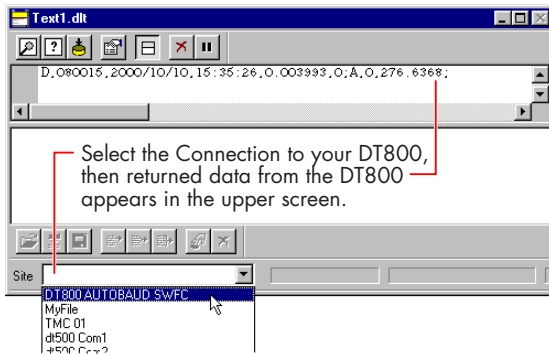 Text1.dlt
D,080015,2000/10/10,15:35:26,0.003993,0;A,0,276.6368;
Select the Connection to your DT800,
then returned data from the DT800
appears in the upper screen.
Site
DT800 AUTOBAUD SWFC
MyFile
TMC 01
dt500 Com1
dt500 Com2